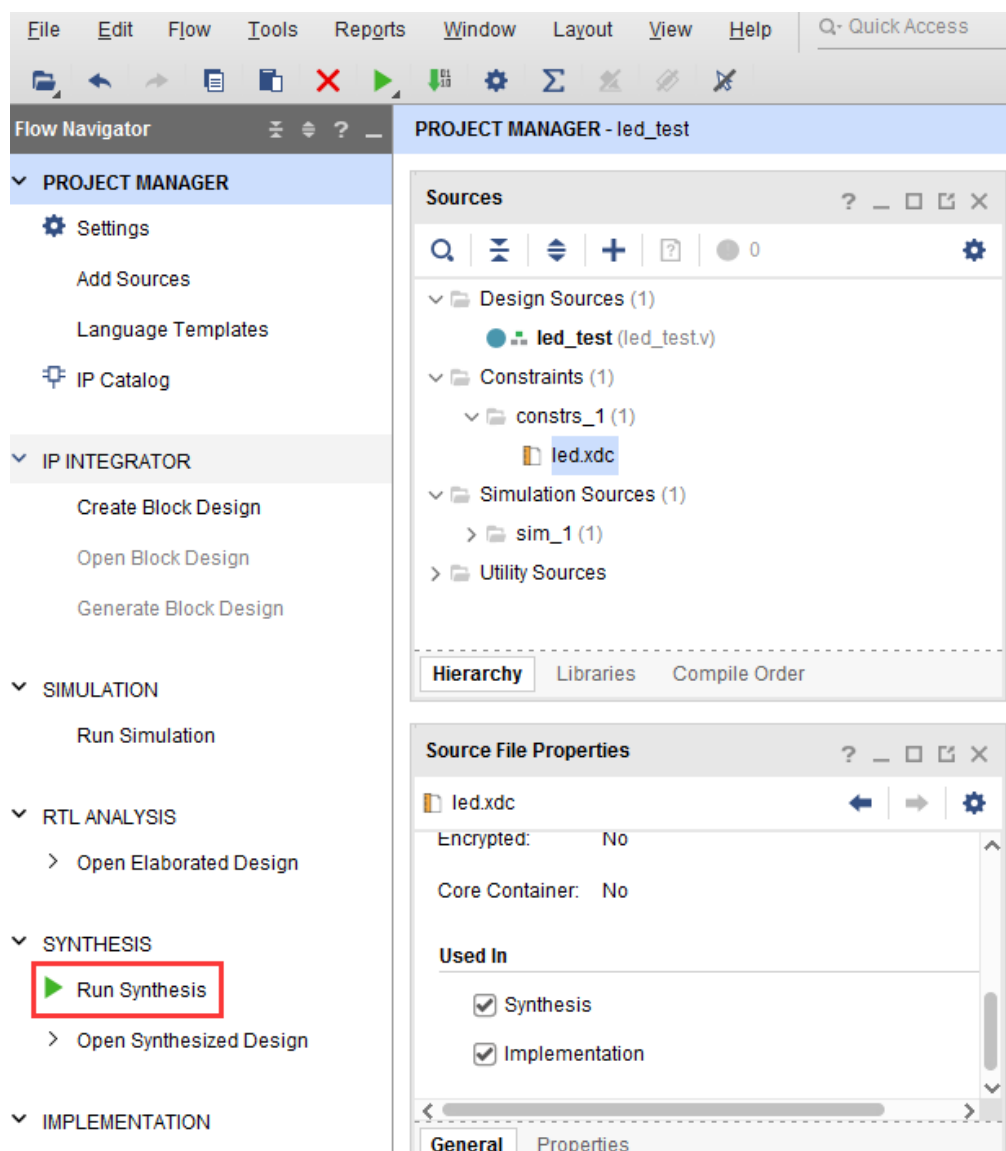 File Edit Flow Tools Reports Window Layout View Help Quick Access
Flow Navigator
PROJECT MANAGER
Settings
Add Sources
Language Templates
IP Catalog
IP INTEGRATOR
Create Block Design
Open Block Design
Generate Block Design
SIMULATION
Run Simulation
RTL ANALYSIS
Open Elaborated Design
SYNTHESIS
Run Synthesis
Open Synthesized Design
IMPLEMENTATION
PROJECT MANAGER - led_test
Sources
0
Design Sources (1)
led_test (led_test.v)
Constraints (1)
constrs_1 (1)
led.xdc
Simulation Sources (1)
sim_1 (1)
Utility Sources
Hierarchy Libraries Compile Order
Source File Properties
led.xdc
Encrypted: No
Core Container: No
Used In
Synthesis
Implementation
General Properties